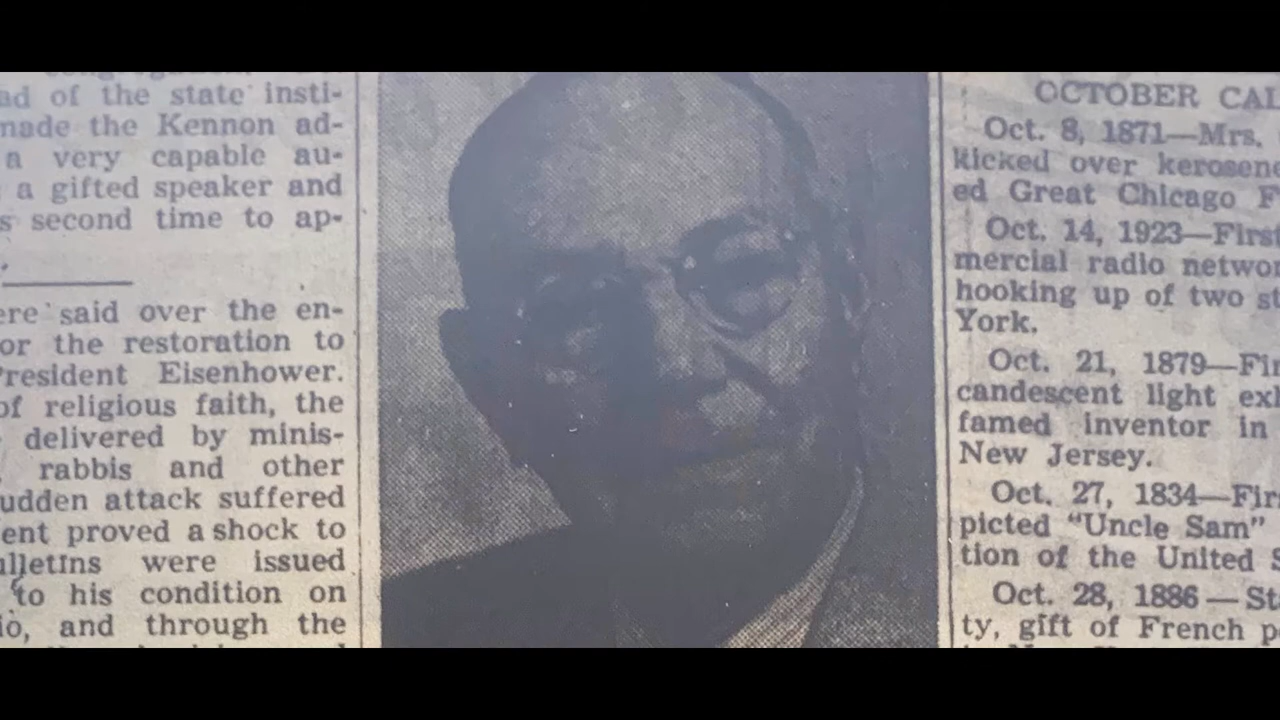 ad of the state insti-
made the Kennon ad-
a very capable au-
a gifted speaker and
s second time to ap-
ere said over the en-
or the restoration to
President Eisenhower.
of religious faith, the
delivered by minis-
rabbis and other
udden attack suffered
ent proved a shock to
ulletins were issued
to his condition on
io, and through the
OCTOBER CAL
Oct. 8, 1871—Mrs.
kicked over kerosene
ed Great Chicago F
Oct. 14, 1923—First
mercial radio networ
hooking up of two st
York.
Oct. 21, 1879—Fir
candescent light exh
famed inventor in
New Jersey.
Oct. 27, 1834—Fir
picted "Uncle Sam"
tion of the United S
Oct. 28, 1886—Sta
ty, gift of French pe